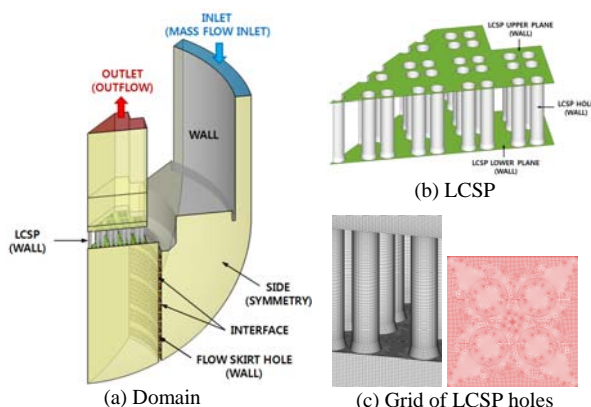 INLET
(MASS FLOW INLET)
OUTLET
(OUTFLOW)
WALL
LCSP
(WALL)
SIDE
(SYMMETRY)
INTERFACE
FLOW SKIRT HOLE
(WALL)
(a) Domain
LCSP UPPER PLANE
(WALL)
LCSP HOLE
(WALL)
LCSP LOWER PLANE
(WALL)
(b) LCSP
(c) Grid of LCSP holes